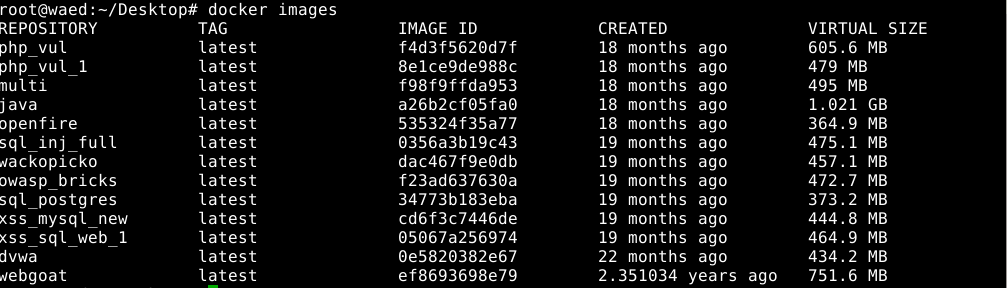 root@waed:~/Desktop# docker images
REPOSITORY TAG IMAGE ID CREATED VIRTUAL SIZE
php_vul latest f4d3f5620d7f 18 months ago 605.6 MB
php_vul_1 latest 8e1ce9de988c 18 months ago 479 MB
multi latest f98f9ffda953 18 months ago 495 MB
java latest a26b2cf05fa0 18 months ago 1.021 GB
openfire latest 535324f35a77 18 months ago 364.9 MB
sql_inj_full latest 0356a3b19c43 19 months ago 475.1 MB
wackopicko latest dac467f9e0db 19 months ago 457.1 MB
owasp_bricks latest f23ad637630a 19 months ago 472.7 MB
sql_postgres latest 34773b183eba 19 months ago 373.2 MB
xss_mysql_new latest cd6f3c7446de 19 months ago 444.8 MB
xss_sql_web_1 latest 05067a256974 19 months ago 464.9 MB
dvwa latest 0e5820382e67 22 months ago 434.2 MB
webgoat latest ef8693698e79 2.351034 years ago 751.6 MB